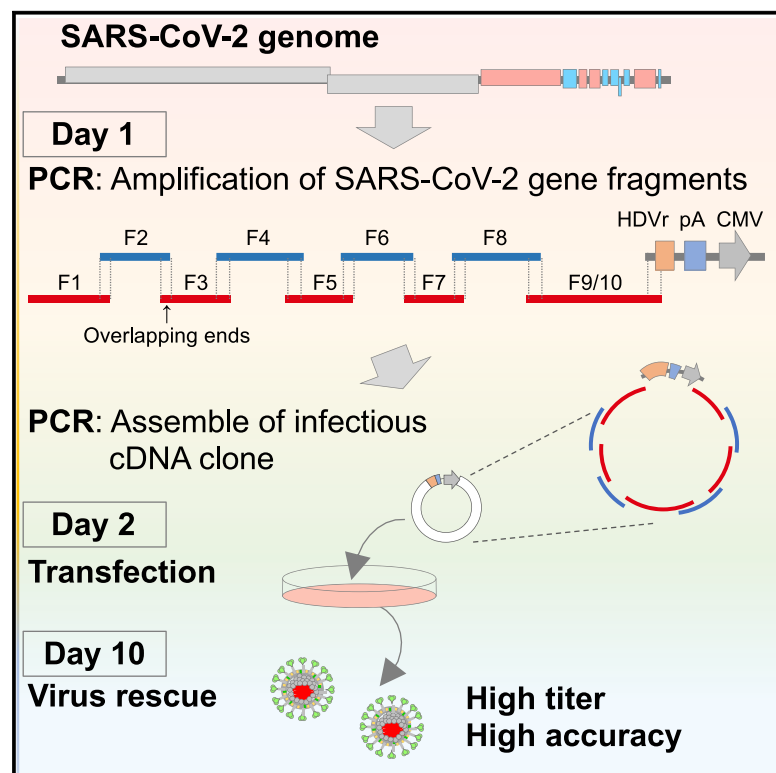 SARS-CoV-2 genome
Day 1
PCR: Amplification of SARS-CoV-2 gene fragments
HDVr pA CMV
F2 F4 F6 F8
F1 F3 F5 F7 F9/10
Overlapping ends
PCR: Assemble of infectious
cDNA clone
Day 2
Transfection
Day 10
Virus rescue
High titer
High accuracy